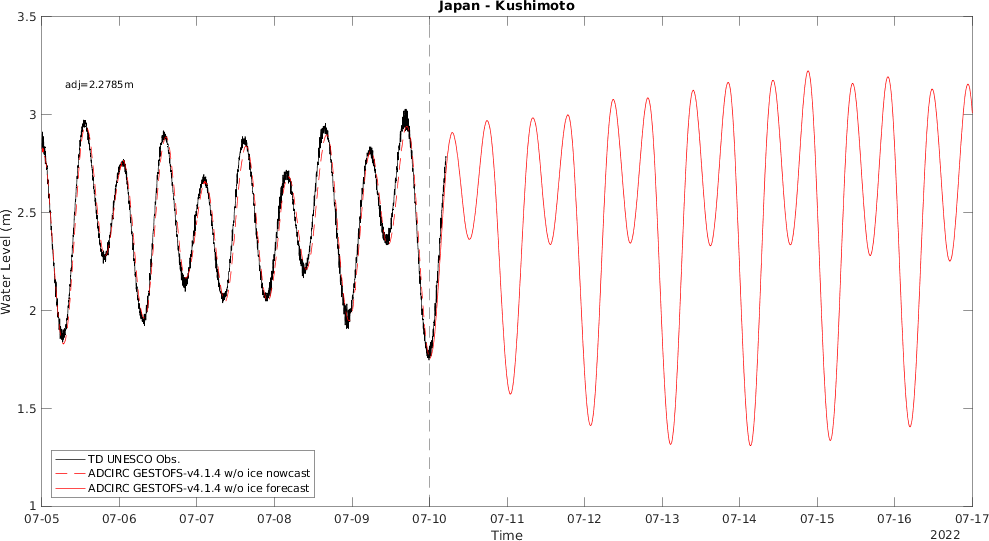 Japan - Kushimoto
adj=2.2785m
3.5
3
2.5
2
1.5
1
Water Level (m)
TD UNESCO Obs.
ADCIRC GESTOFS-v4.1.4 w/o ice nowcast
ADCIRC GESTOFS-v4.1.4 w/o ice forecast
07-05 07-06 07-07 07-08 07-09 07-10 07-11 07-12 07-13 07-14 07-15 07-16 07-17
Time
2022